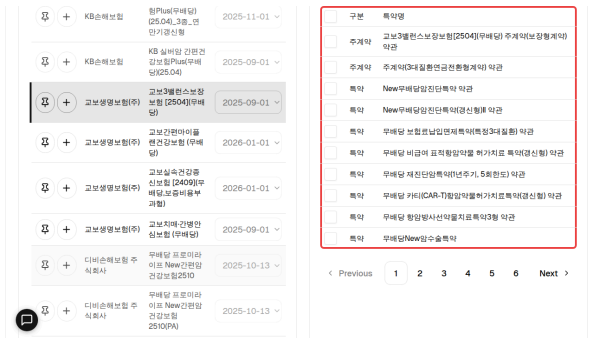 험Plus(무배당)
KB손해보험
(25.04)_3종_연
만기갱신형
2025-11-01
KB 실버암 간편건
KB손해보험
강보험Plus(무배
당)(25.04)
2025-09-01
교보3밸런스보장
교보생명보험(주)
보험 [2504](무배
당)
2025-09-01
교보간편마이플
교보생명보험(주)
랜건강보험 (무배
당)
2026-01-01
교보실속건강종
교보생명보험(주)
신보험 [2409](무
배당,보증비용부
과형)
2026-01-01
교보치매·간병안
교보생명보험(주)
심보험 (무배당)
2025-09-01
무배당 프로미라
디비손해보험 주
식회사
이프 New간편암
건강보험2510
2025-10-13
무배당 프로미라
디비손해보험 주
식회사
이프 New간편암
건강보험
2510(PA)
2025-10-13
구분 특약명
주계약 교보3밸런스보장보험[2504](무배당) 주계약(보장형계약)
약관
주계약 주계약(3대질환연금전환형계약) 약관
특약 New무배당암진단특약 약관
특약 New무배당암진단특약(갱신형)Ⅲ 약관
특약 무배당 보험료납입면제특약(특정3대질환) 약관
특약 무배당 비급여 표적항암약물 허가치료 특약(갱신형) 약관
특약 무배당 재진단암특약(1년주기, 5회한도) 약관
특약 무배당 카티(CAR-T)항암약물허가치료특약(갱신형) 약관
특약 무배당 항암방사선약물치료특약3형 약관
특약 무배당New암수술특약
Previous 1 2 3 4 5 6 Next